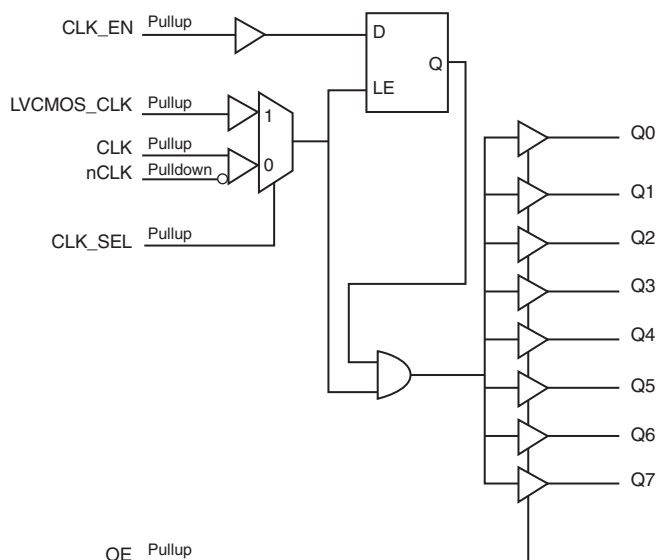 CLK_EN Pullup
D
Q
LE
LVCMOS_CLK Pullup
1
CLK Pullup
0
nCLK Pulldown
CLK_SEL Pullup
Q0
Q1
Q2
Q3
Q4
Q5
Q6
Q7
OE Pullup